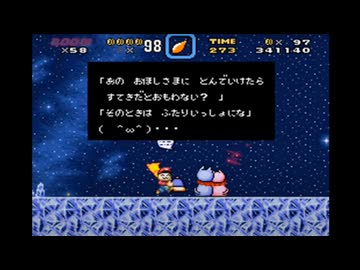 98
TIME
× 97
×58
273
341140
「あの おほしさまに とんでいけたら
すてきだとおもわない? 」
「そのときは ふたりいっしょにな」
( ^ω^)・・・